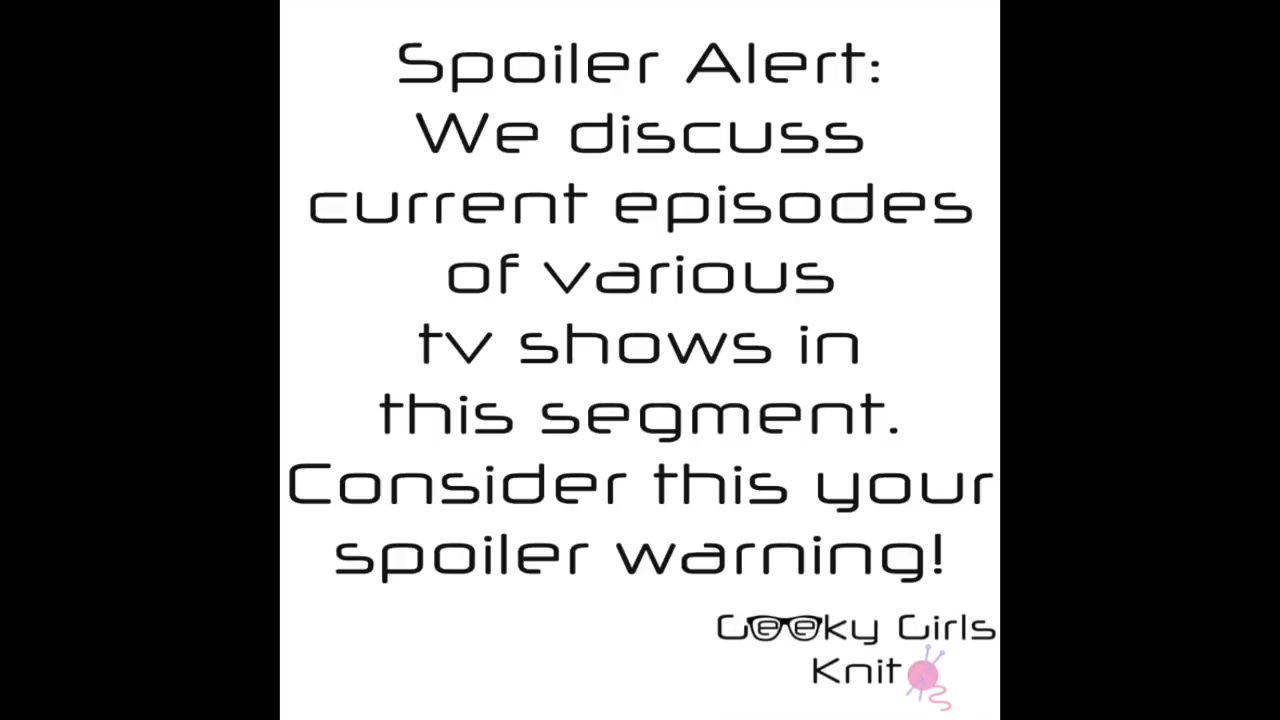 Spoiler Alert:
We discuss
current episodes
of various
tv shows in
this segment.
Consider this your
spoiler warning!
Geeky Girls
Knit